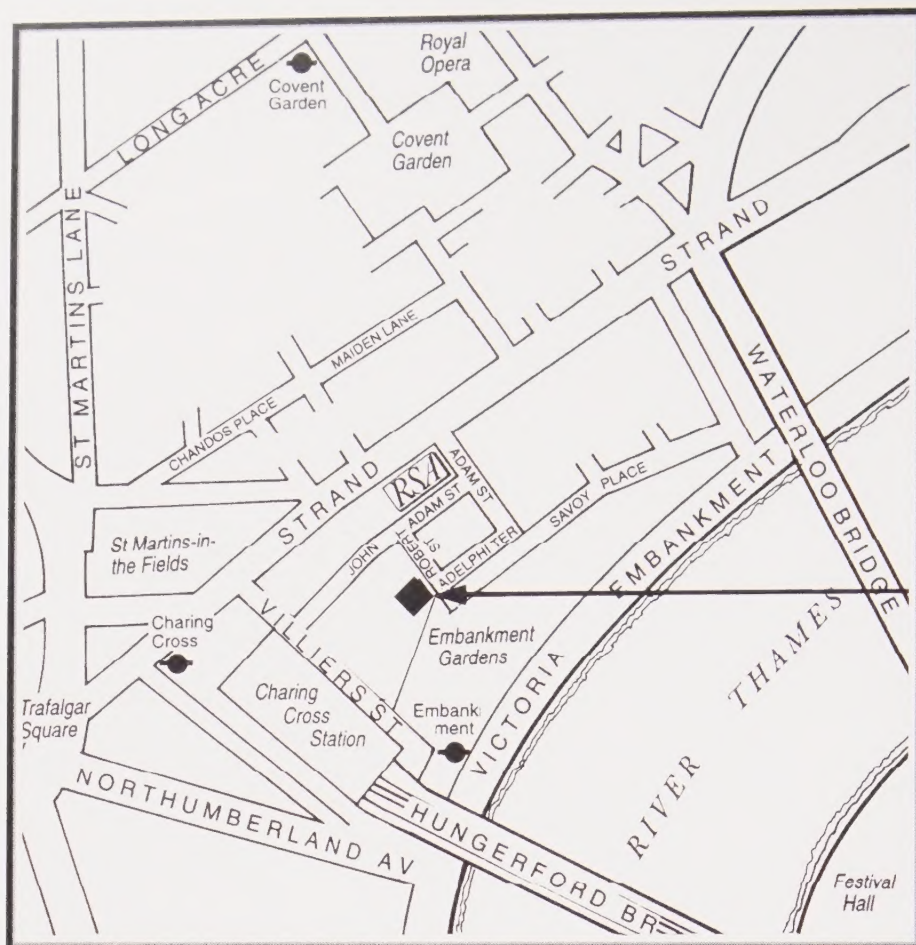 Royal
Opera
Covent
Garden
LONG ACRE
Covent
Garden
ST MARTINS LANE
STRAND
MAIDEN LANE
CHANDOS PLACE
WATERLOO BRIDGE
STRAND
RSA
ADAM ST
SAVOY PLACE
JOHN ADAM ST
ROBERT ST
ADELPHI TER
St Martins-in-
the Fields
VICTORIA EMBANKMENT
Charing
Cross
VILLIERS ST
Embankment
Gardens
RIVER THAMES
Trafalgar
Square
Charing
Cross
Station
Embank
ment
NORTHUMBERLAND AV
HUNGERFORD BR
Festival
Hall